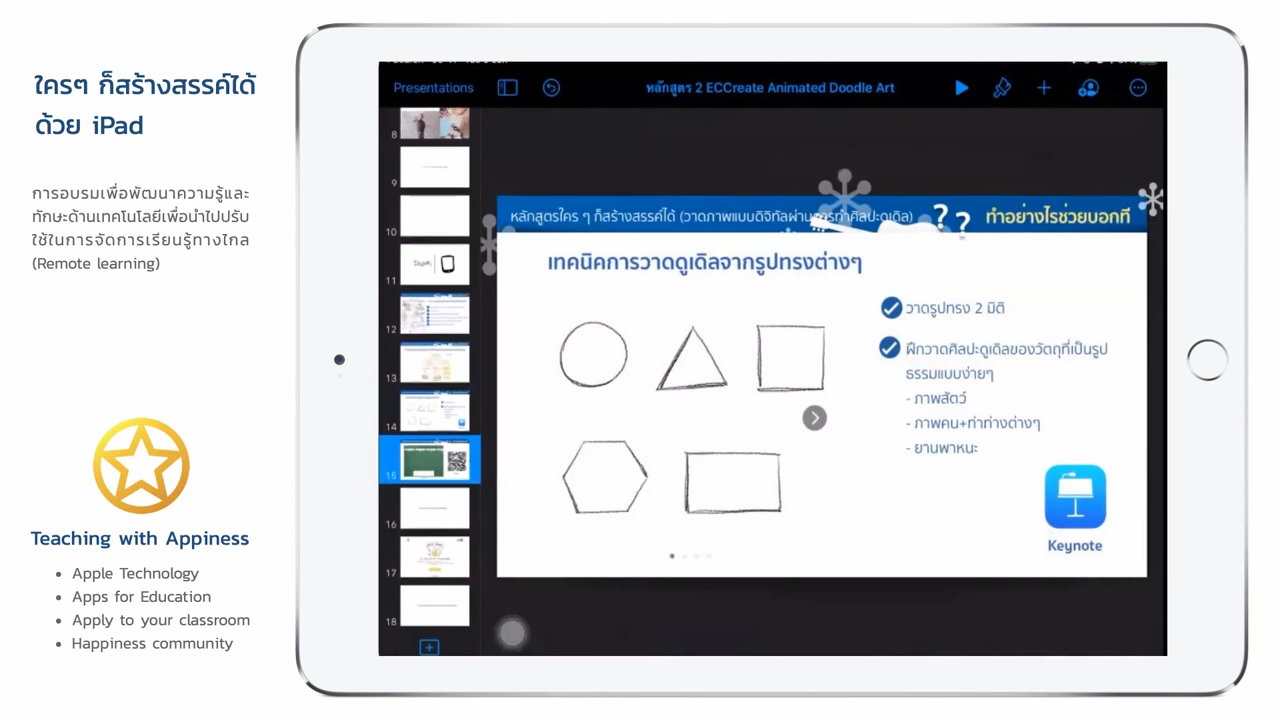 ใครๆ ก็สร้างสรรค์ได้
ด้วย iPad
การอบรมเพื่อพัฒนาความรู้และ
ทักษะด้านเทคโนโลยีเพื่อนำไปปรับ
ใช้ในการจัดการเรียนรู้ทางไกล
(Remote learning)
Teaching with Appiness
Apple Technology
Apps for Education
Apply to your classroom
Happiness community
Presentations
หลักสูตร 2 ECCreate Animated Doodle Art
8
9
10
11
12
13
14
15
16
17
18
หลักสูตรใคร ๆ ก็สร้างสรรค์ได้ (วาดภาพแบบดิจิทัลผ่านการทำศิลปะดูเดิล)
? ?
ทำอย่างไรช่วยบอกที
เทคนิคการวาดดูเดิลจากรูปทรงต่างๆ
วาดรูปทรง 2 มิติ
ฝึกวาดศิลปะดูเดิลของวัตถุที่เป็นรูป
ธรรมแบบง่ายๆ
- ภาพสัตว์
- ภาพคน+ท่าท่างต่างๆ
- ยานพาหนะ
Keynote